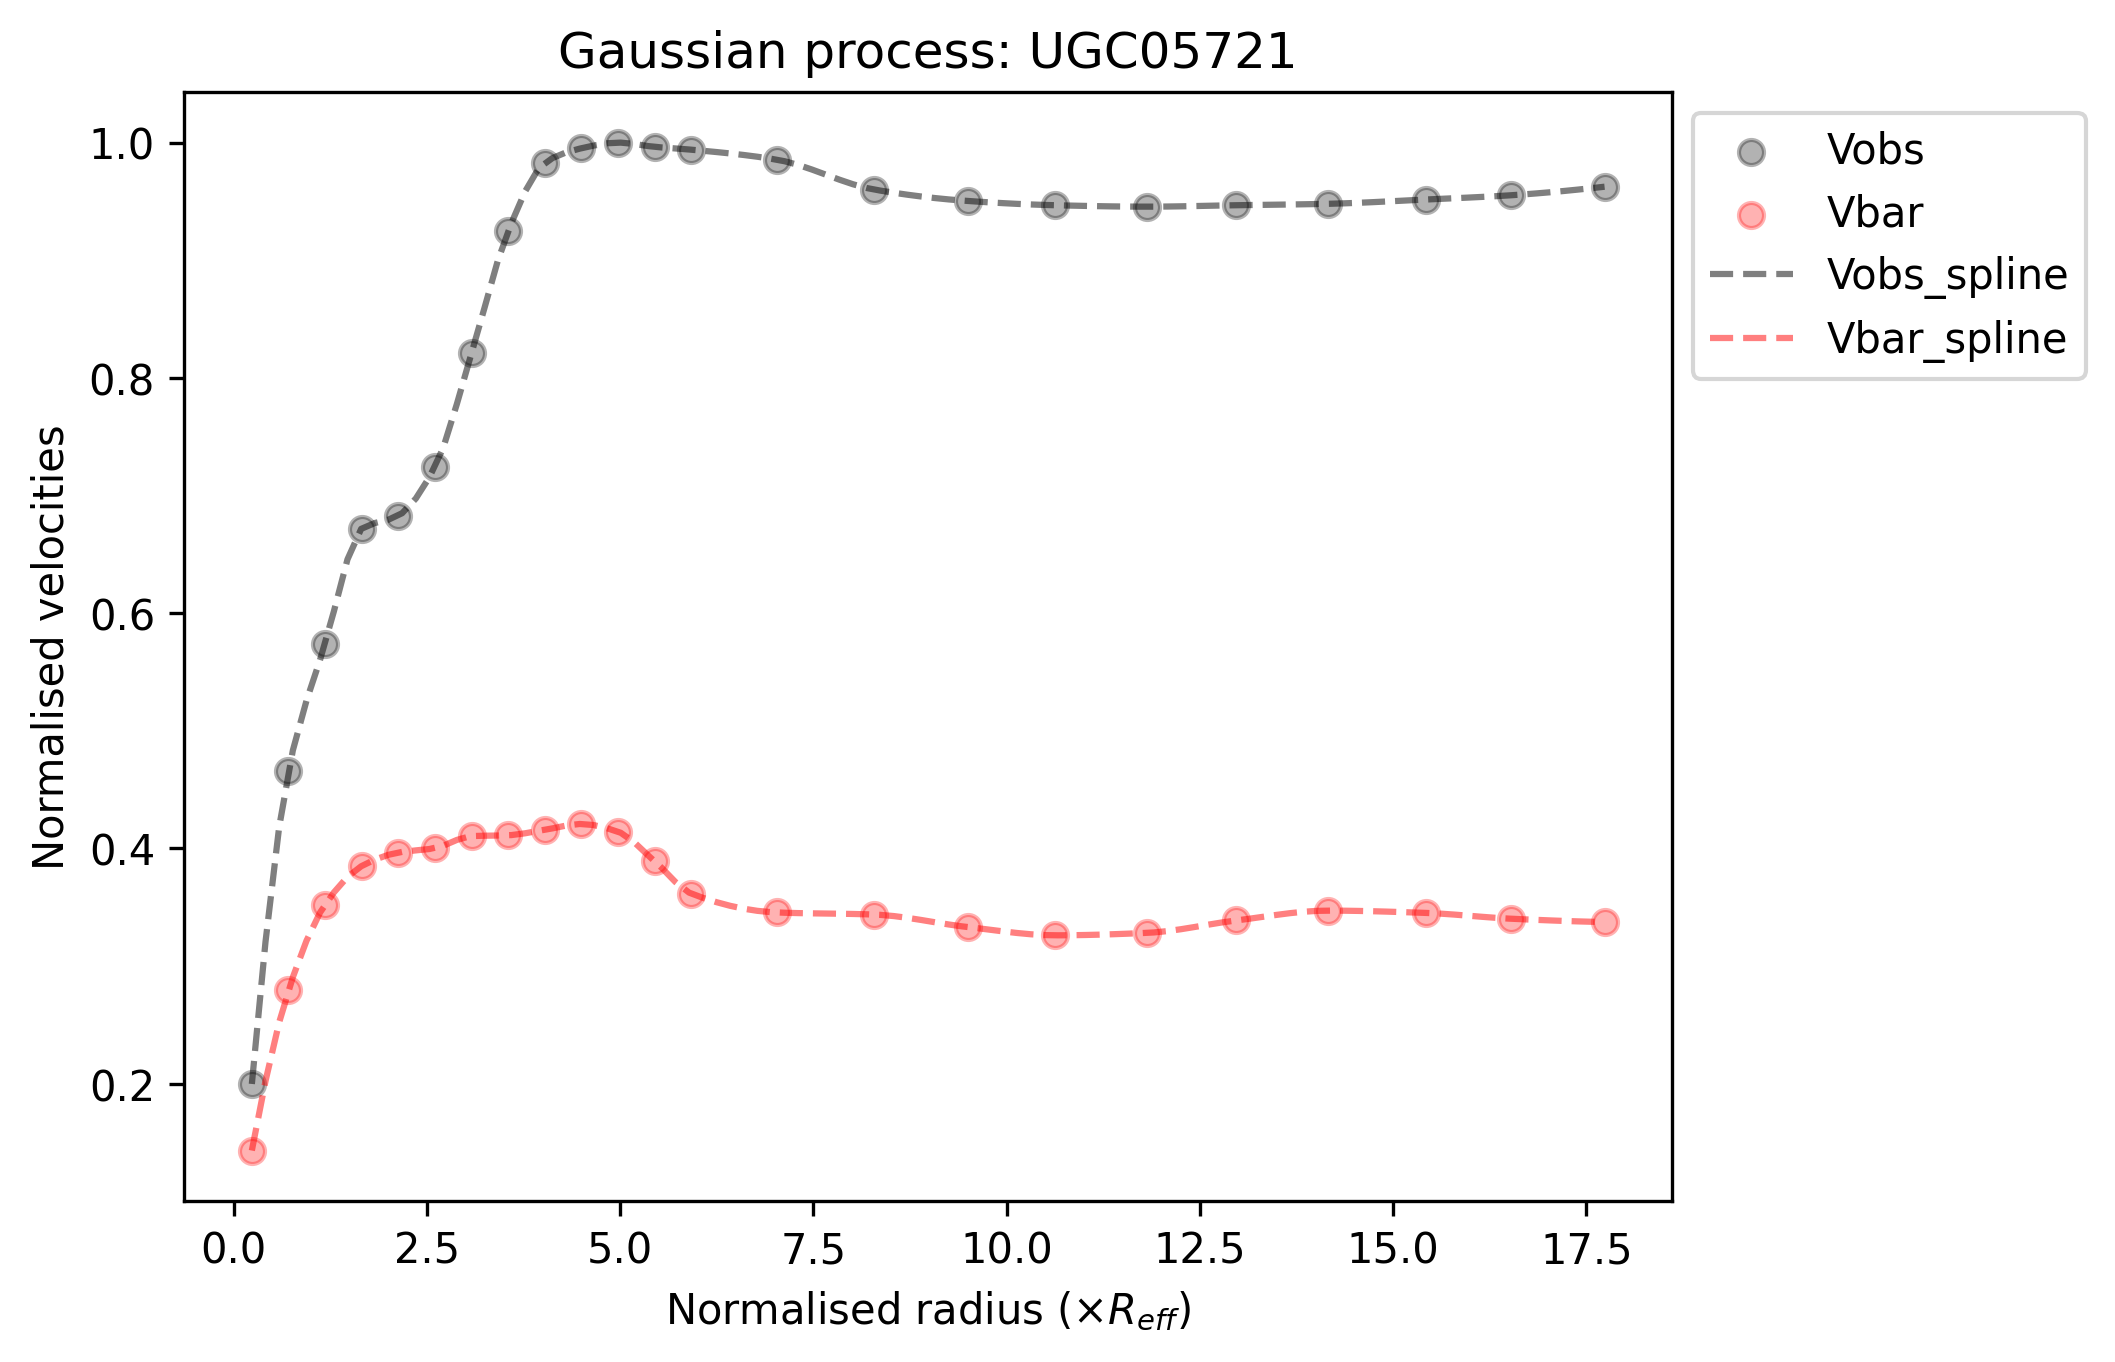 Gaussian process: UGC05721
Normalised velocities
1.0
0.8
0.6
0.4
0.2
0.0 2.5 5.0 7.5 10.0 12.5 15.0 17.5
Normalised radius (×R_eff)
Vobs
Vbar
Vobs_spline
Vbar_spline